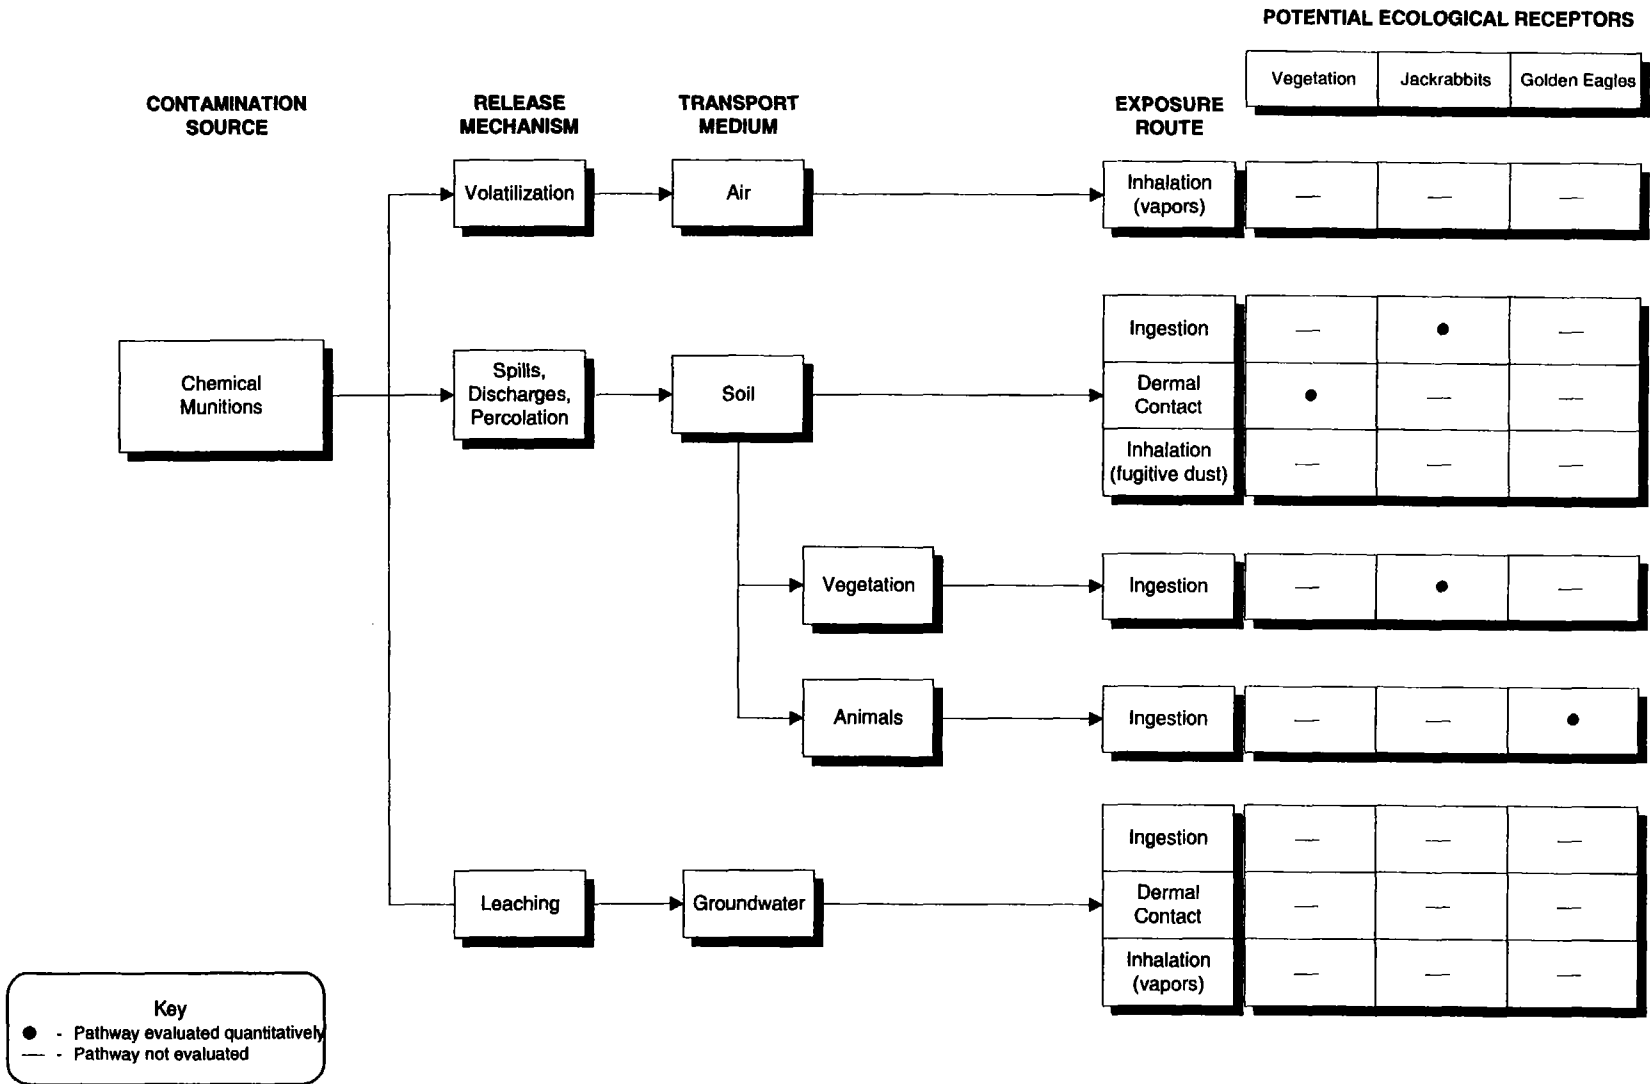 POTENTIAL ECOLOGICAL RECEPTORS
Vegetation
Jackrabbits
Golden Eagles
CONTAMINATION
SOURCE
RELEASE
MECHANISM
TRANSPORT
MEDIUM
EXPOSURE
ROUTE
Volatilization
Air
Inhalation
(vapors)
—
—
—
Chemical
Munitions
Spills,
Discharges,
Percolation
Soil
Ingestion
—
●
—
Dermal
Contact
●
—
—
Inhalation
(fugitive dust)
—
—
—
Vegetation
Ingestion
—
●
—
Animals
Ingestion
—
—
●
Leaching
Groundwater
Ingestion
—
—
—
Dermal
Contact
—
—
—
Inhalation
(vapors)
—
—
—
Key
● - Pathway evaluated quantitatively
— - Pathway not evaluated